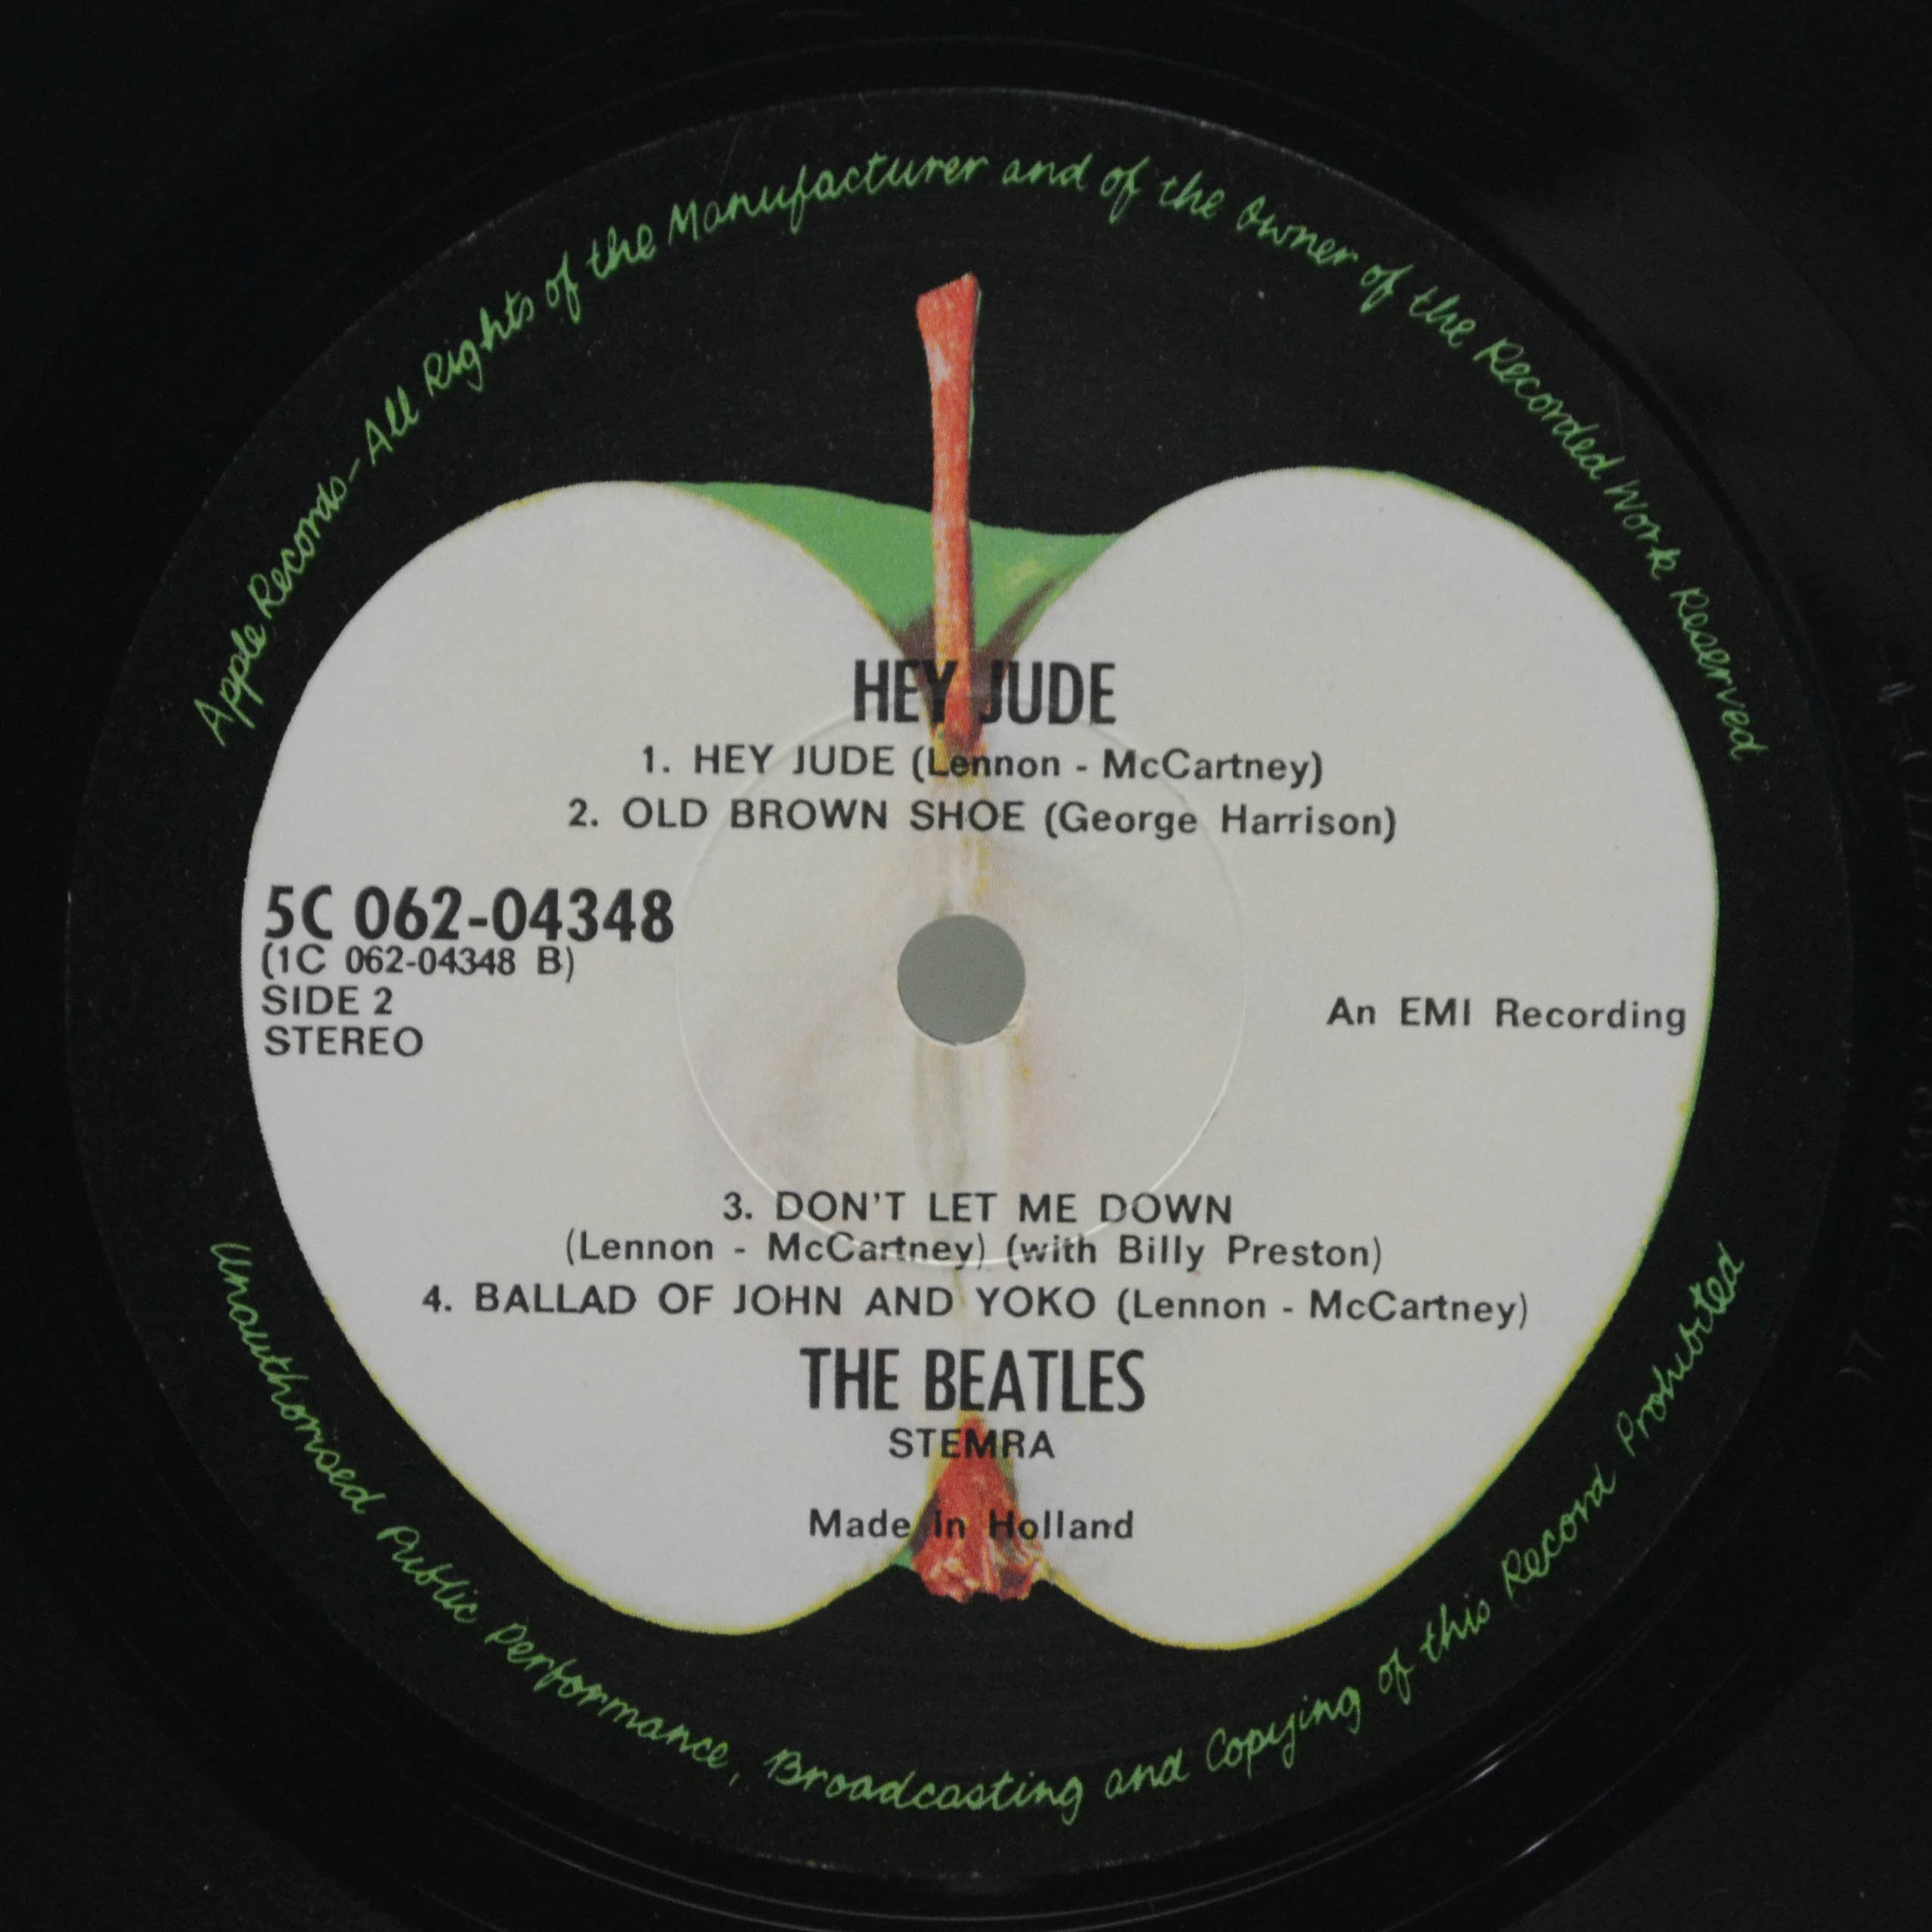 Apple Records - All Rights of the Manufacturer and of the Owner of the Recorded Work Reserved
HEY JUDE
1. HEY JUDE (Lennon - McCartney)
2. OLD BROWN SHOE (George Harrison)
5C 062-04348
(1C 062-04348 B)
SIDE 2
STEREO
An EMI Recording
3. DON'T LET ME DOWN
(Lennon - McCartney) (with Billy Preston)
4. BALLAD OF JOHN AND YOKO (Lennon - McCartney)
THE BEATLES
STEMRA
Made in Holland
Unauthorised Public Performance, Broadcasting and Copying of this Record Prohibited